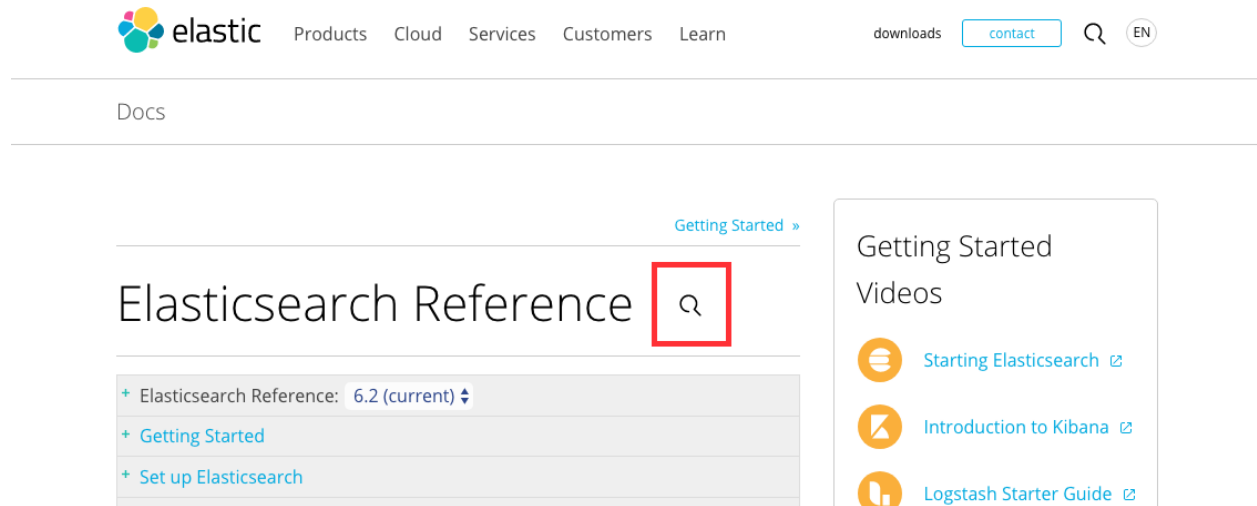 elastic Products Cloud Services Customers Learn downloads contact EN
Docs
Getting Started »
Elasticsearch Reference
+ Elasticsearch Reference: 6.2 (current)
+ Getting Started
+ Set up Elasticsearch
Getting Started
Videos
Starting Elasticsearch
Introduction to Kibana
Logstash Starter Guide